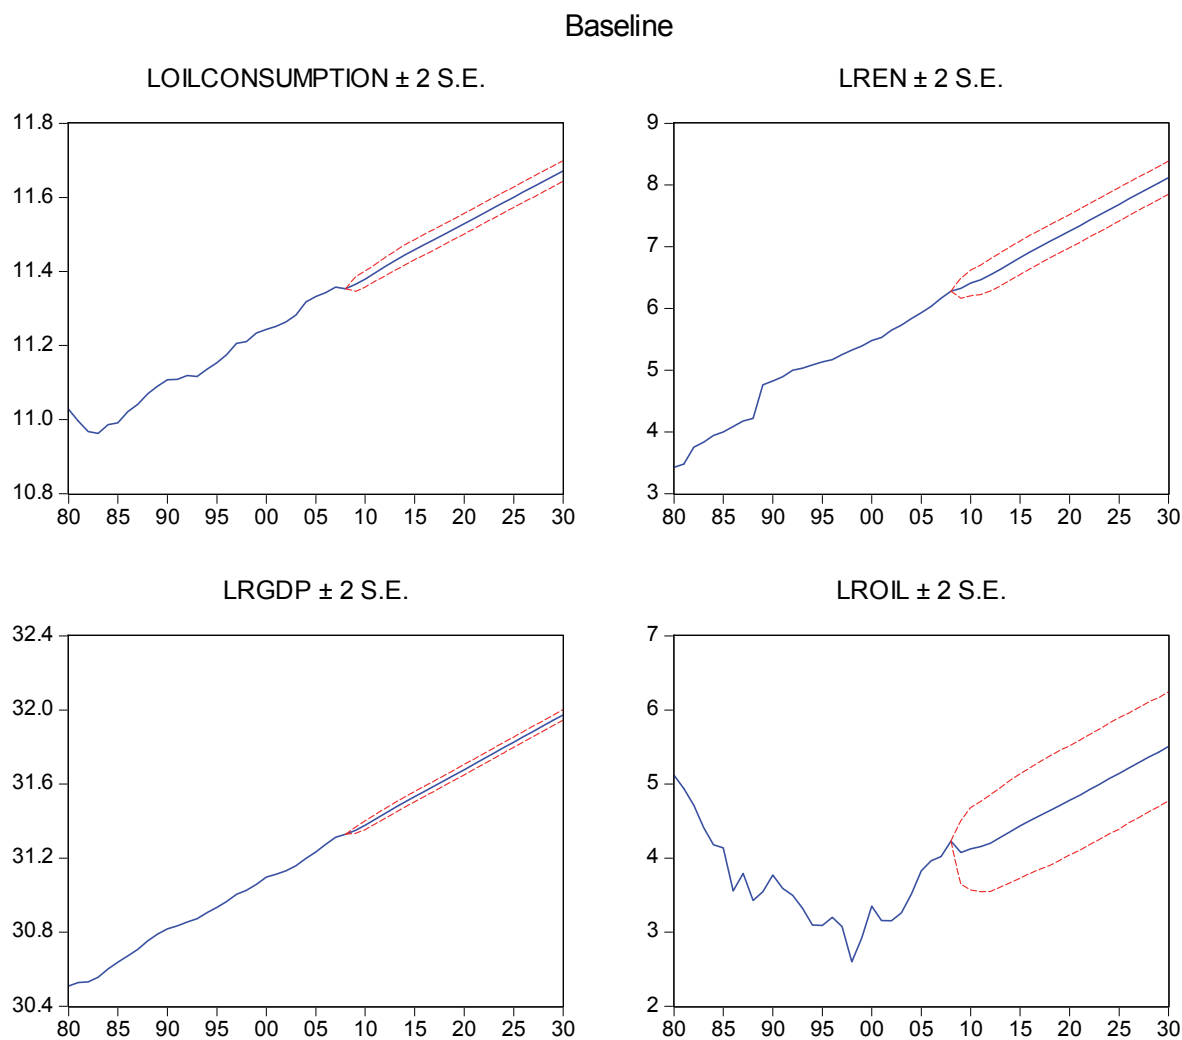 Baseline
LOILCONSUMPTION ± 2 S.E.
11.8
11.6
11.4
11.2
11.0
10.8
80 85 90 95 00 05 10 15 20 25 30
LREN ± 2 S.E.
9
8
7
6
5
4
3
80 85 90 95 00 05 10 15 20 25 30
LRGDP ± 2 S.E.
32.4
32.0
31.6
31.2
30.8
30.4
80 85 90 95 00 05 10 15 20 25 30
LROIL ± 2 S.E.
7
6
5
4
3
2
80 85 90 95 00 05 10 15 20 25 30